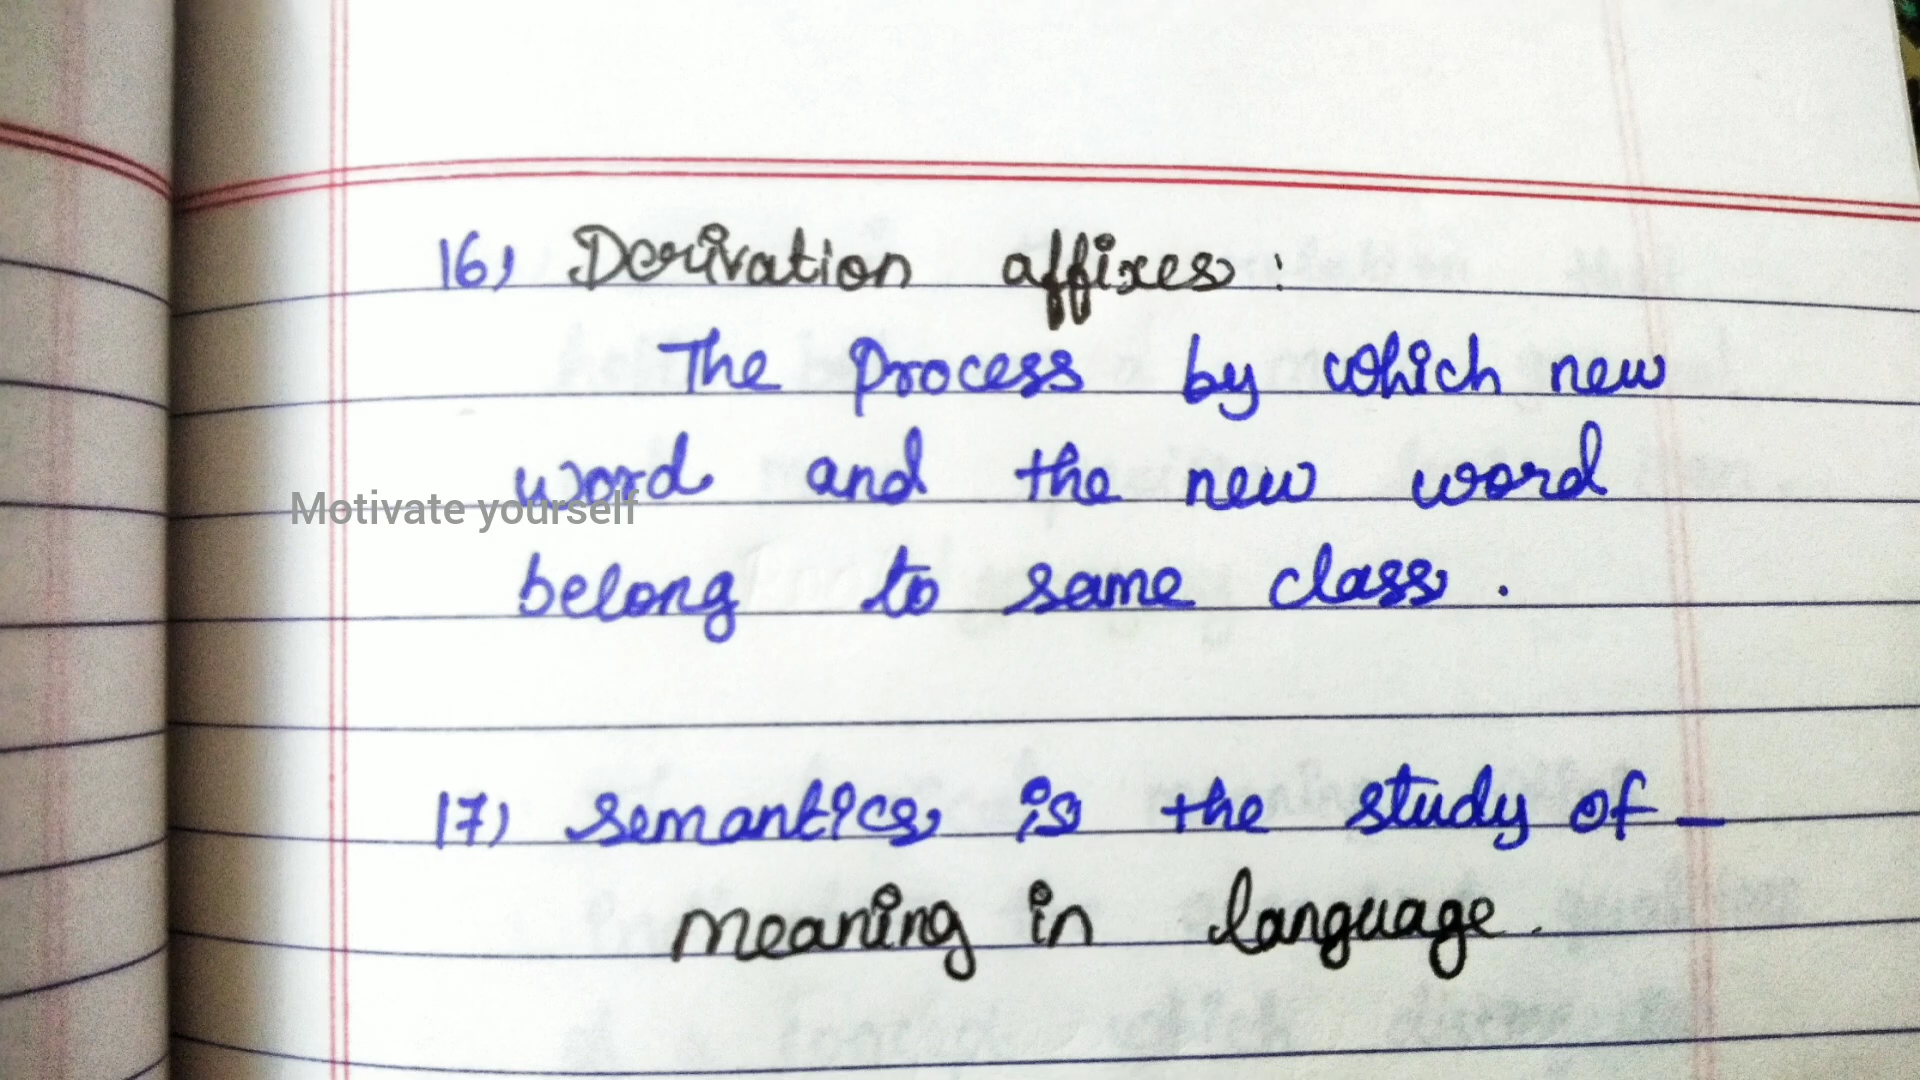 16) Derivation affixes :
The process by which new
word and the new word
Motivate yourself
belong to same class .
17) Semantics is the study of _
meaning in language .